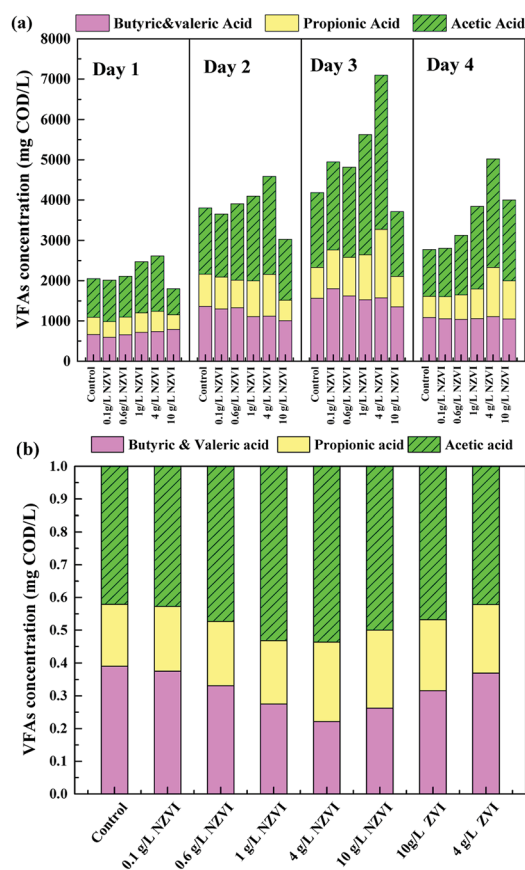 (a)
Butyric&valeric Acid Propionic Acid Acetic Acid
VFAs concentration (mg COD/L)
8000
7000
6000
5000
4000
3000
2000
1000
0
Day 1 Day 2 Day 3 Day 4
Control 0.1g/L NZVI 0.6g/L NZVI 1g/L NZVI 4 g/L NZVI 10 g/L NZVI Control 0.1g/L NZVI 0.6g/L NZVI 1g/L NZVI 4 g/L NZVI 10 g/L NZVI Control 0.1g/L NZVI 0.6g/L NZVI 1g/L NZVI 4 g/L NZVI 10 g/L NZVI Control 0.1g/L NZVI 0.6g/L NZVI 1g/L NZVI 4 g/L NZVI 10 g/L NZVI
(b)
Butyric & Valeric acid Propionic acid Acetic acid
VFAs concentration (mg COD/L)
1.0
0.9
0.8
0.7
0.6
0.5
0.4
0.3
0.2
0.1
0.0
Control 0.1 g/L NZVI 0.6 g/L NZVI 1 g/L NZVI 4 g/L NZVI 10 g/L NZVI 10g/L ZVI 4 g/L ZVI